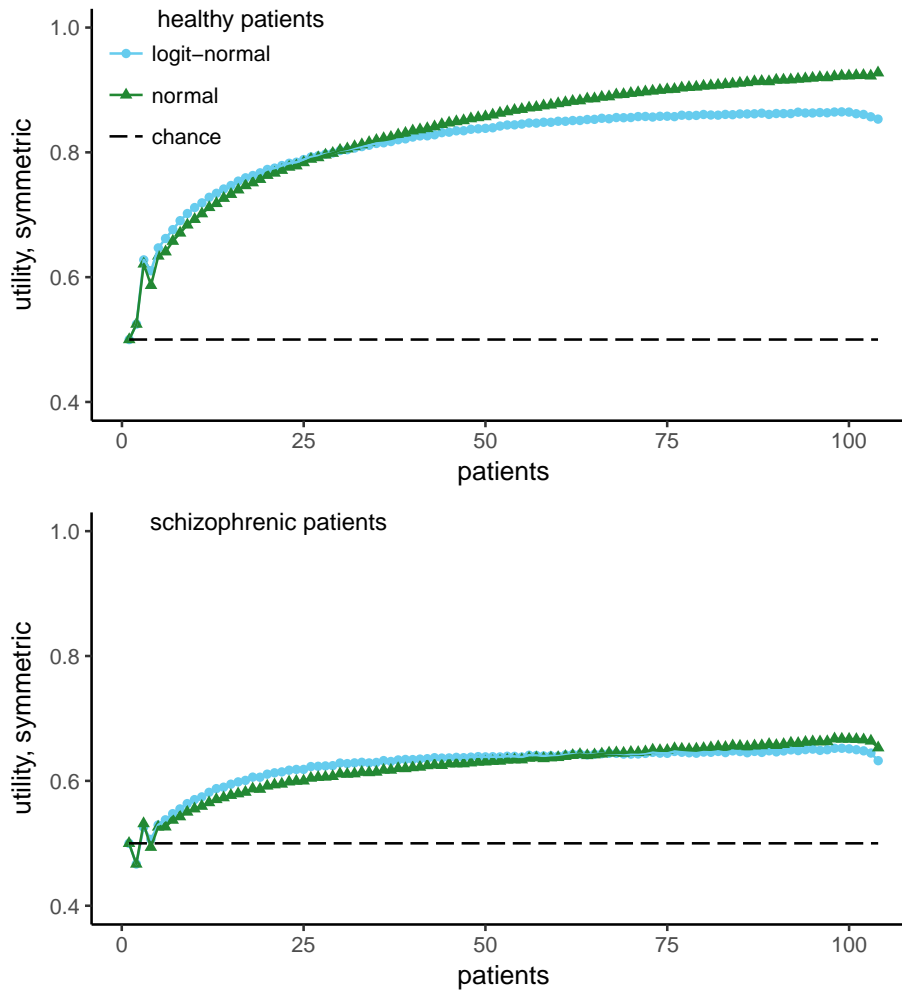 healthy patients
logit−normal
normal
chance
1.0
0.8
0.6
0.4
utility, symmetric
0 25 50 75 100
patients
schizophrenic patients
1.0
0.8
0.6
0.4
utility, symmetric
0 25 50 75 100
patients